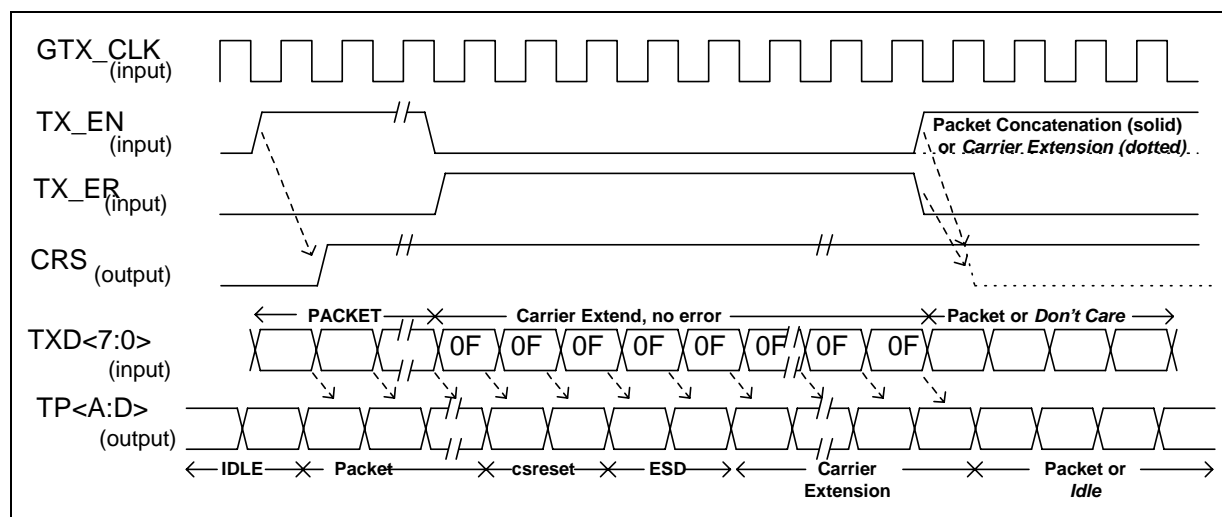 GTX_CLK
(input)
TX_EN
(input)
Packet Concatenation (solid)
or Carrier Extension (dotted)
TX_ER
(input)
CRS (output)
PACKET
Carrier Extend, no error
Packet or Don't Care
TXD<7:0>
(input)
0F 0F 0F 0F 0F 0F 0F 0F
TP<A:D>
(output)
IDLE Packet csreset ESD Carrier Packet or
Extension Idle